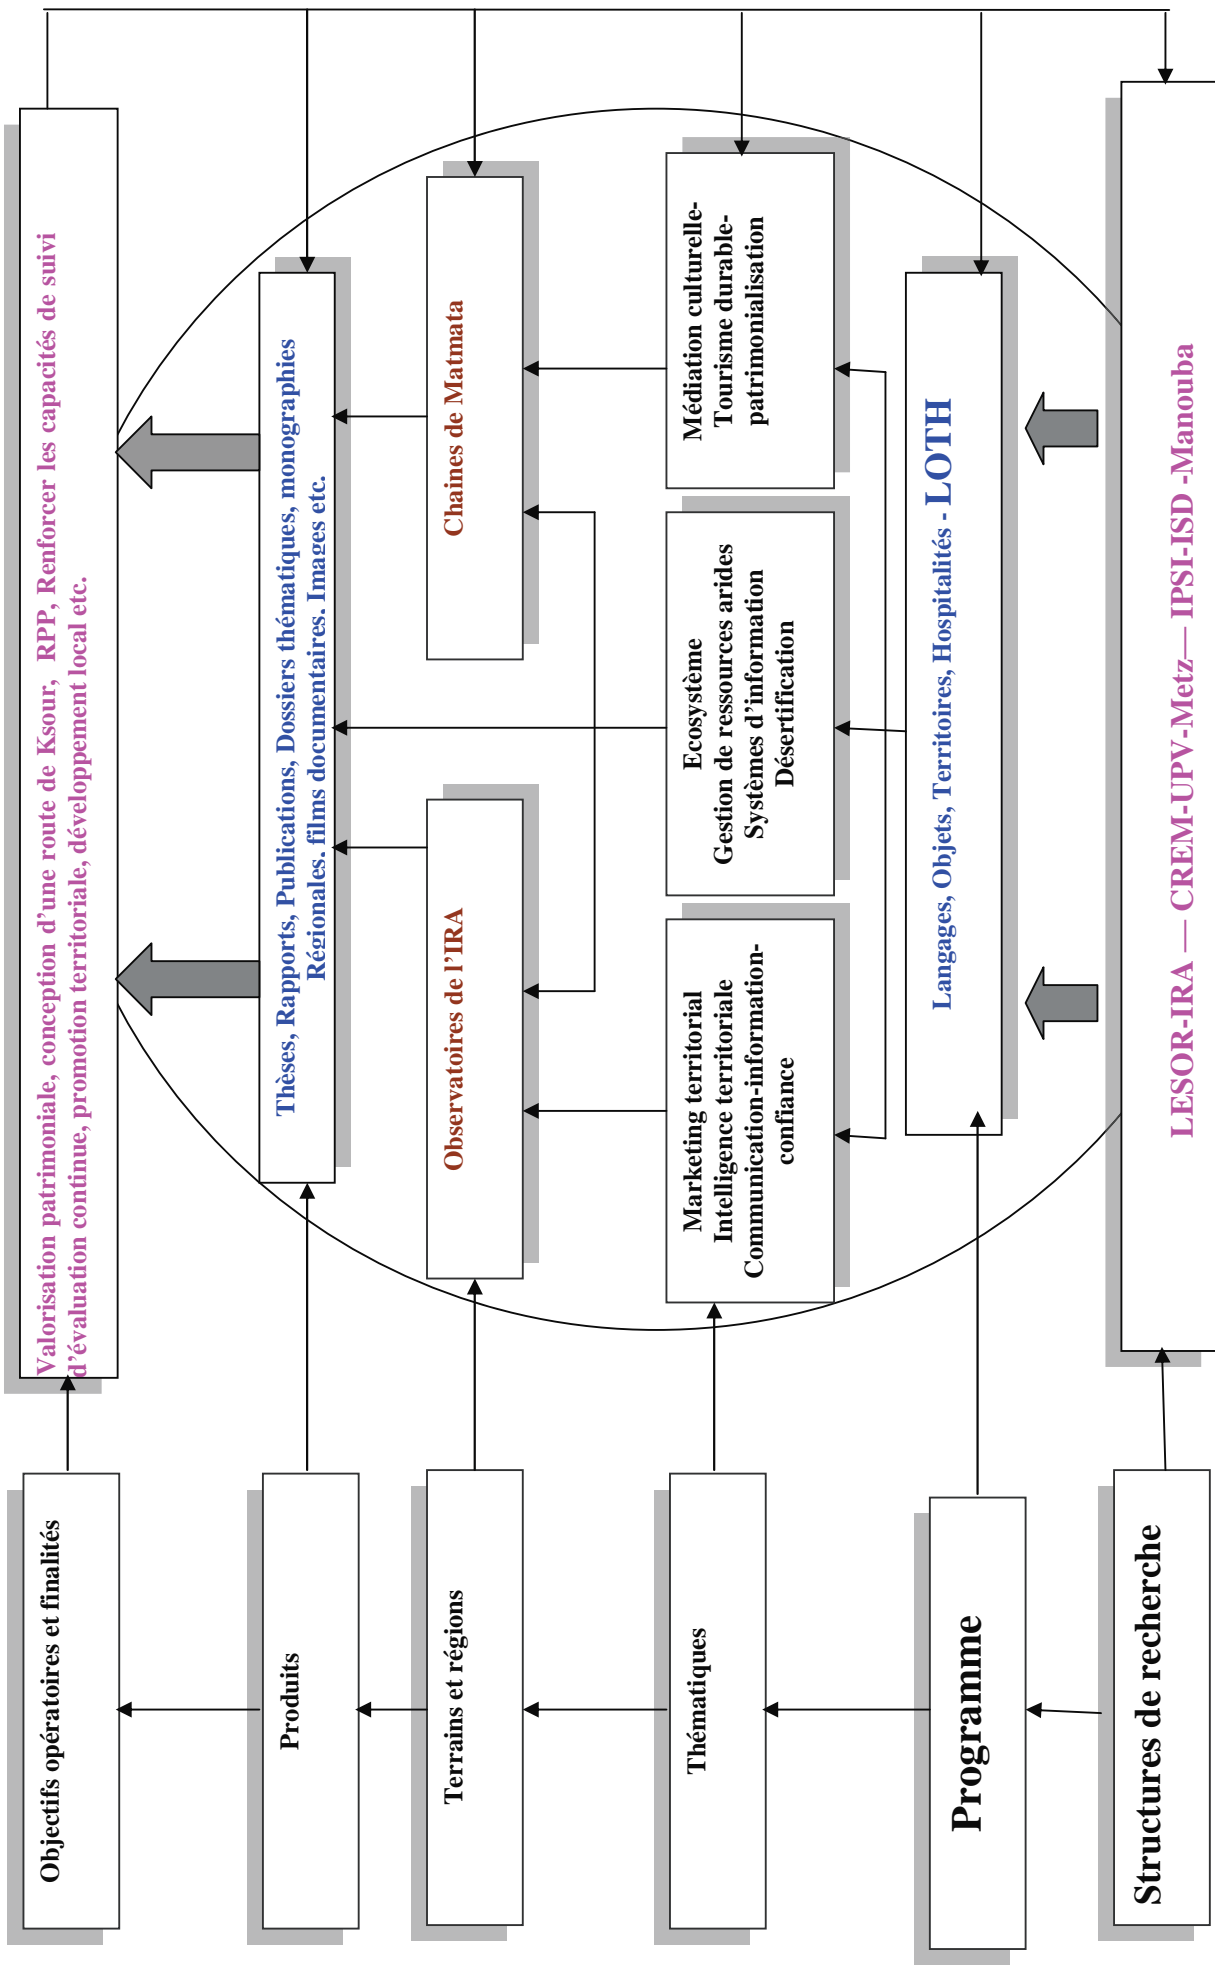 Objectifs opératoires et finalités
Valorisation patrimoniale, conception d'une route de Ksour, RPP, Renforcer les capacités de suivi
d'évaluation continue, promotion territoriale, développement local etc.
Produits
Thèses, Rapports, Publications, Dossiers thématiques, monographies
Régionales. films documentaires. Images etc.
Terrains et régions
Observatoires de l'IRA
Chaines de Matmata
Thématiques
Marketing territorial
Intelligence territoriale
Communication-information-
confiance
Ecosystème
Gestion de ressources arides
Systèmes d'information
Désertification
Médiation culturelle-
Tourisme durable-
patrimonialisation
Programme
Langages, Objets, Territoires, Hospitalités - LOTH
Structures de recherche
LESOR-IRA — CREM-UPV-Metz— IPSI-ISD -Manouba